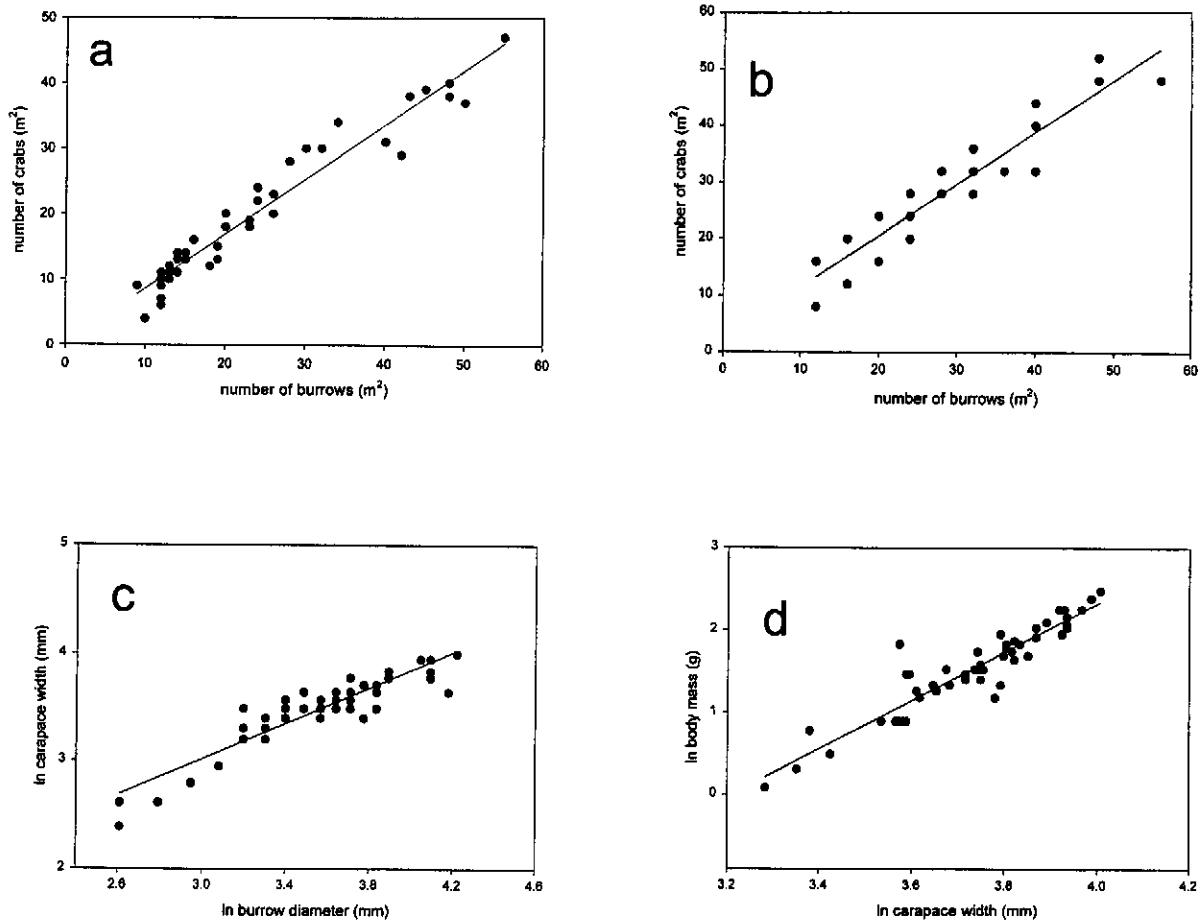 a
50
40
30
20
10
0
number of crabs (m²)
0 10 20 30 40 50 60
number of burrows (m²)
b
60
50
40
30
20
10
0
number of crabs (m²)
0 10 20 30 40 50 60
number of burrows (m²)
c
5
4
3
2
ln carapace width (mm)
2.6 3.0 3.4 3.8 4.2 4.6
ln burrow diameter (mm)
d
3
2
1
0
ln body mass (g)
3.2 3.4 3.6 3.8 4.0 4.2
ln carapace width (mm)